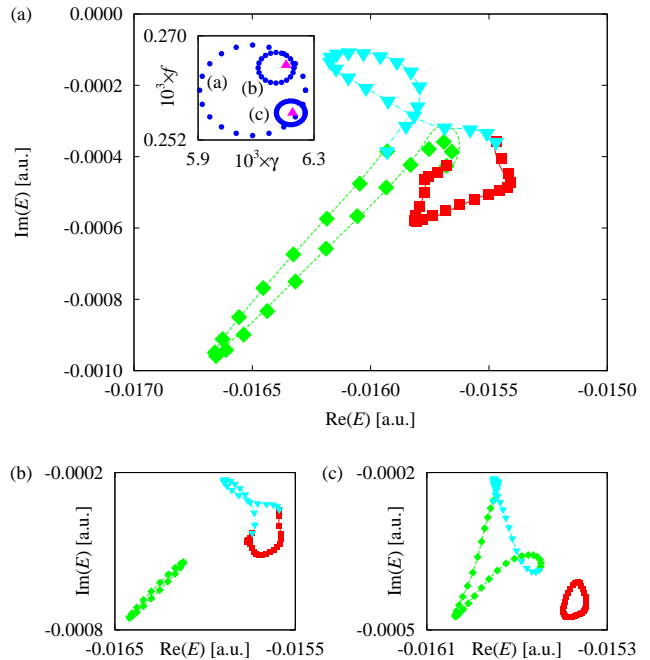 (a)
0.0000
-0.0002
-0.0004
-0.0006
-0.0008
-0.0010
Im(E) [a.u.]
-0.0170
-0.0165
-0.0160
-0.0155
-0.0150
Re(E) [a.u.]
0.270
0.252
10³×f
5.9
6.3
10³×γ
(a)
(b)
(c)
(b)
-0.0002
-0.0008
Im(E) [a.u.]
-0.0165
-0.0155
Re(E) [a.u.]
(c)
-0.0002
-0.0005
Im(E) [a.u.]
-0.0161
-0.0153
Re(E) [a.u.]